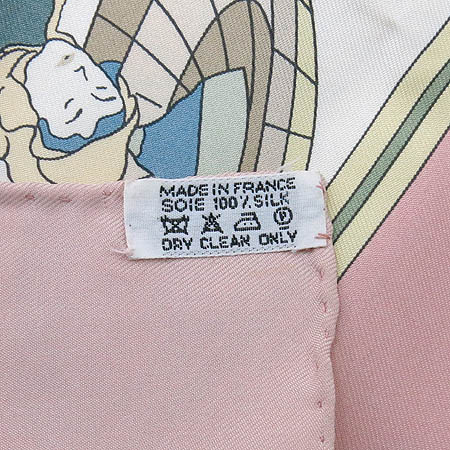 MADE IN FRANCE
SOIE 100% SILK
P
DRY CLEAN ONLY